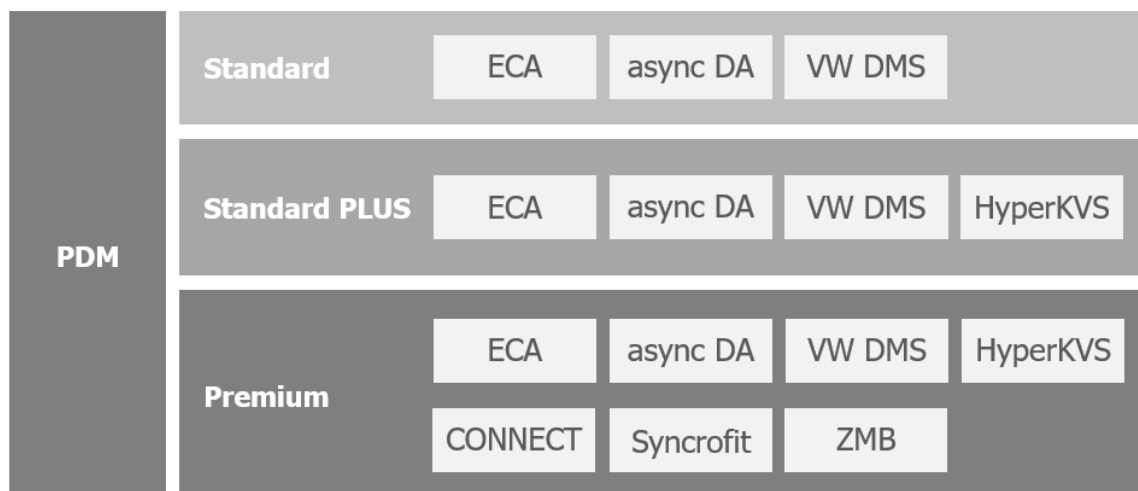 PDM
Standard
ECA
async DA
VW DMS
Standard PLUS
ECA
async DA
VW DMS
HyperKVS
Premium
ECA
async DA
VW DMS
HyperKVS
CONNECT
Syncrofit
ZMB